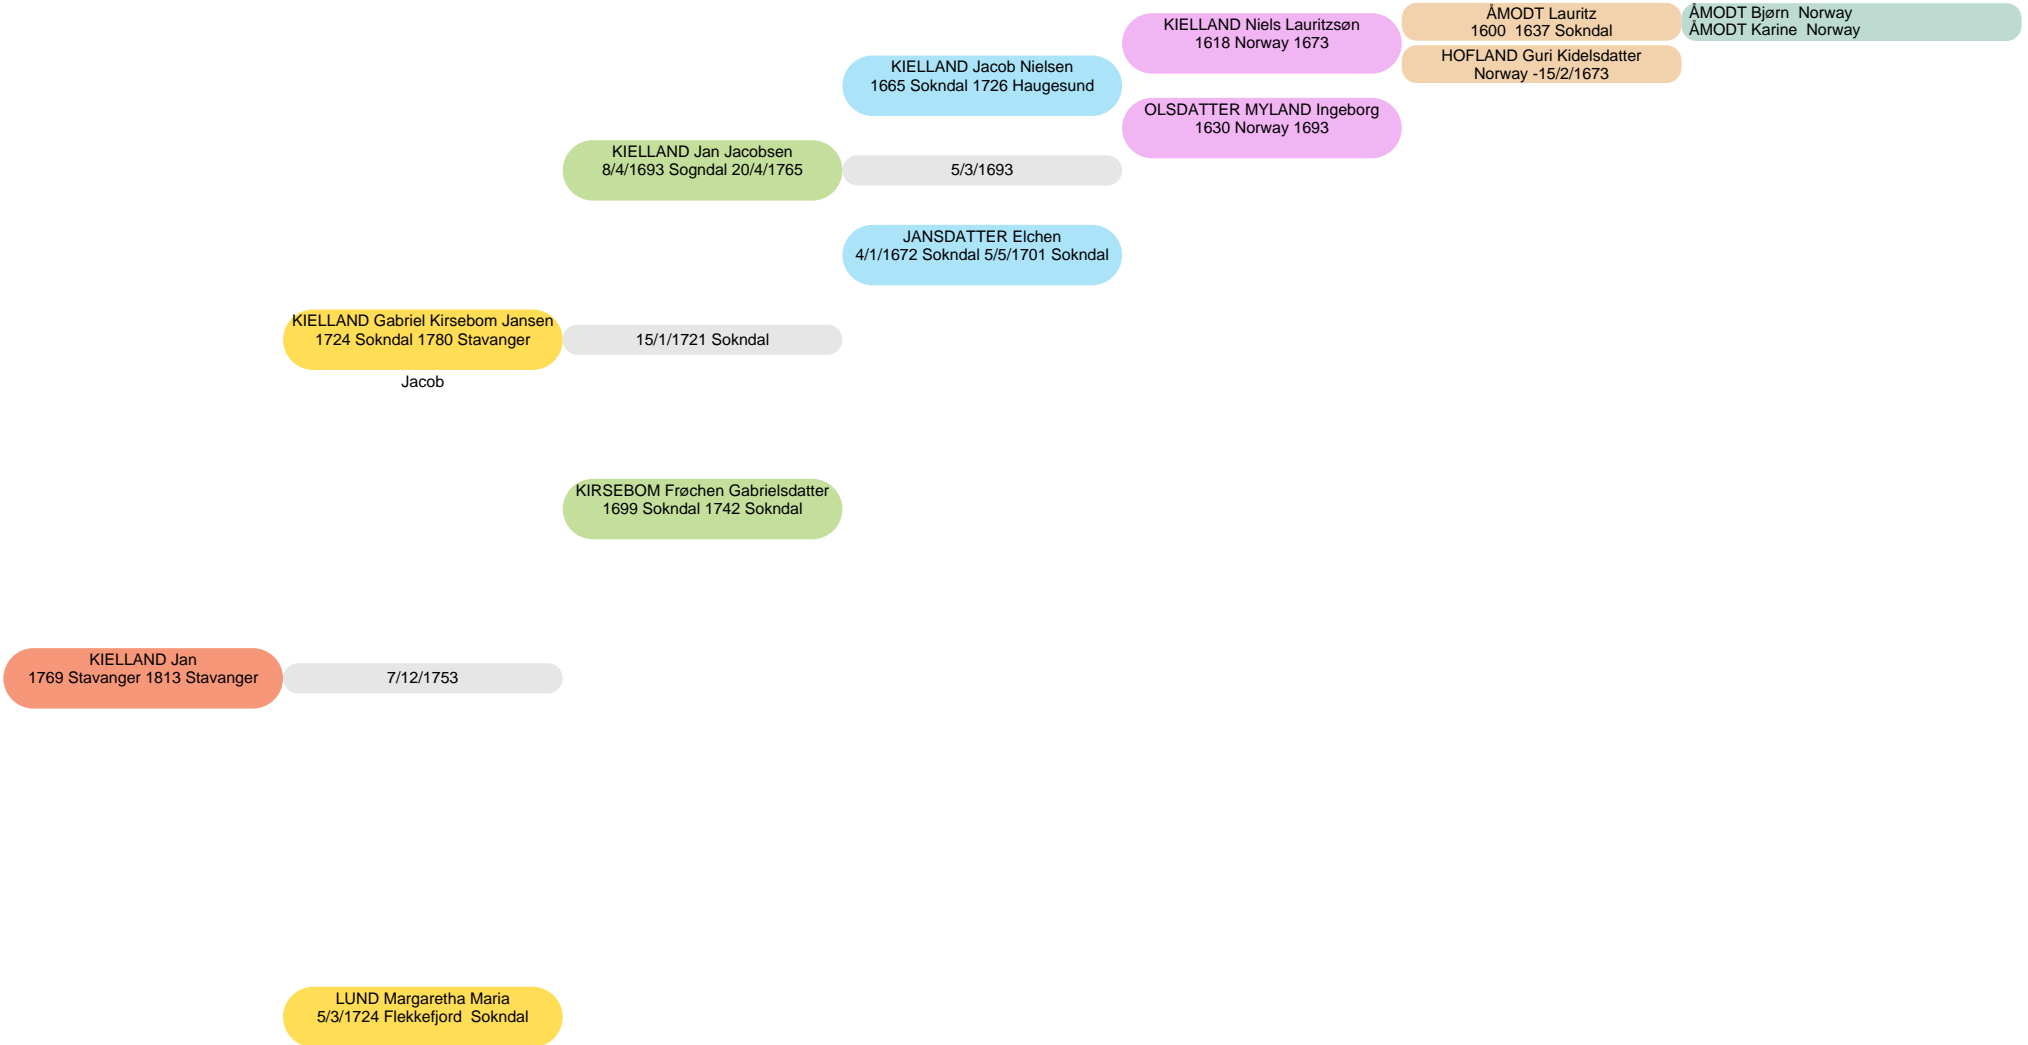 KIELLAND Niels Lauritzsøn
1618 Norway 1673
ÅMODT Lauritz
1600  1637 Sokndal
ÅMODT Bjørn  Norway
ÅMODT Karine  Norway
HOFLAND Guri Kidelsdatter
Norway -15/2/1673
KIELLAND Jacob Nielsen
1665 Sokndal 1726 Haugesund
OLSDATTER MYLAND Ingeborg
1630 Norway 1693
KIELLAND Jan Jacobsen
8/4/1693 Sogndal 20/4/1765
5/3/1693
JANSDATTER Elchen
4/1/1672 Sokndal 5/5/1701 Sokndal
KIELLAND Gabriel Kirsebom Jansen
1724 Sokndal 1780 Stavanger
15/1/1721 Sokndal
Jacob
KIRSEBOM Frøchen Gabrielsdatter
1699 Sokndal 1742 Sokndal
KIELLAND Jan
1769 Stavanger 1813 Stavanger
7/12/1753
LUND Margaretha Maria
5/3/1724 Flekkefjord  Sokndal